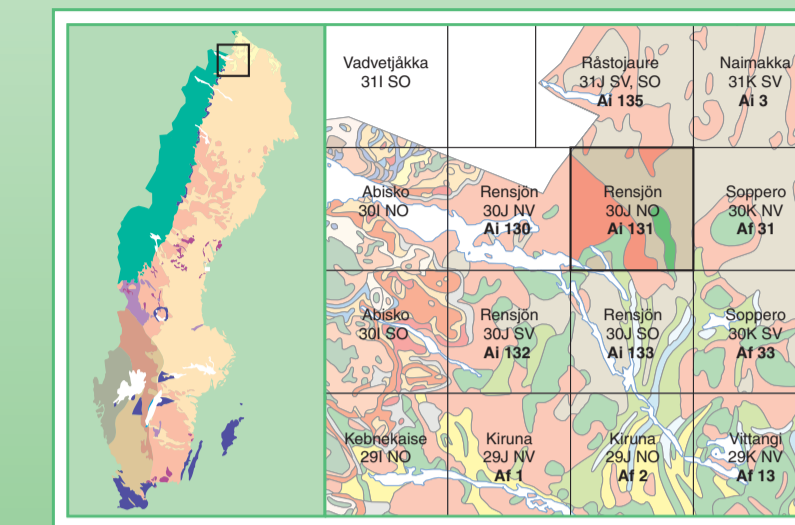 Vadvetjåkka
31I SO
Råstojaure
31J SV, SO
Ai 135
Naimakka
31K SV
Ai 3
Abisko
30I NO
Rensjön
30J NV
Ai 130
Rensjön
30J NO
Ai 131
Soppero
30K NV
Af 31
Abisko
30I SO
Rensjön
30J SV
Ai 132
Rensjön
30J SO
Ai 133
Soppero
30K SV
Af 33
Kebnekaise
29I NO
Kiruna
29J NV
Af 1
Kiruna
29J NO
Af 2
Vittangi
29K NV
Af 13